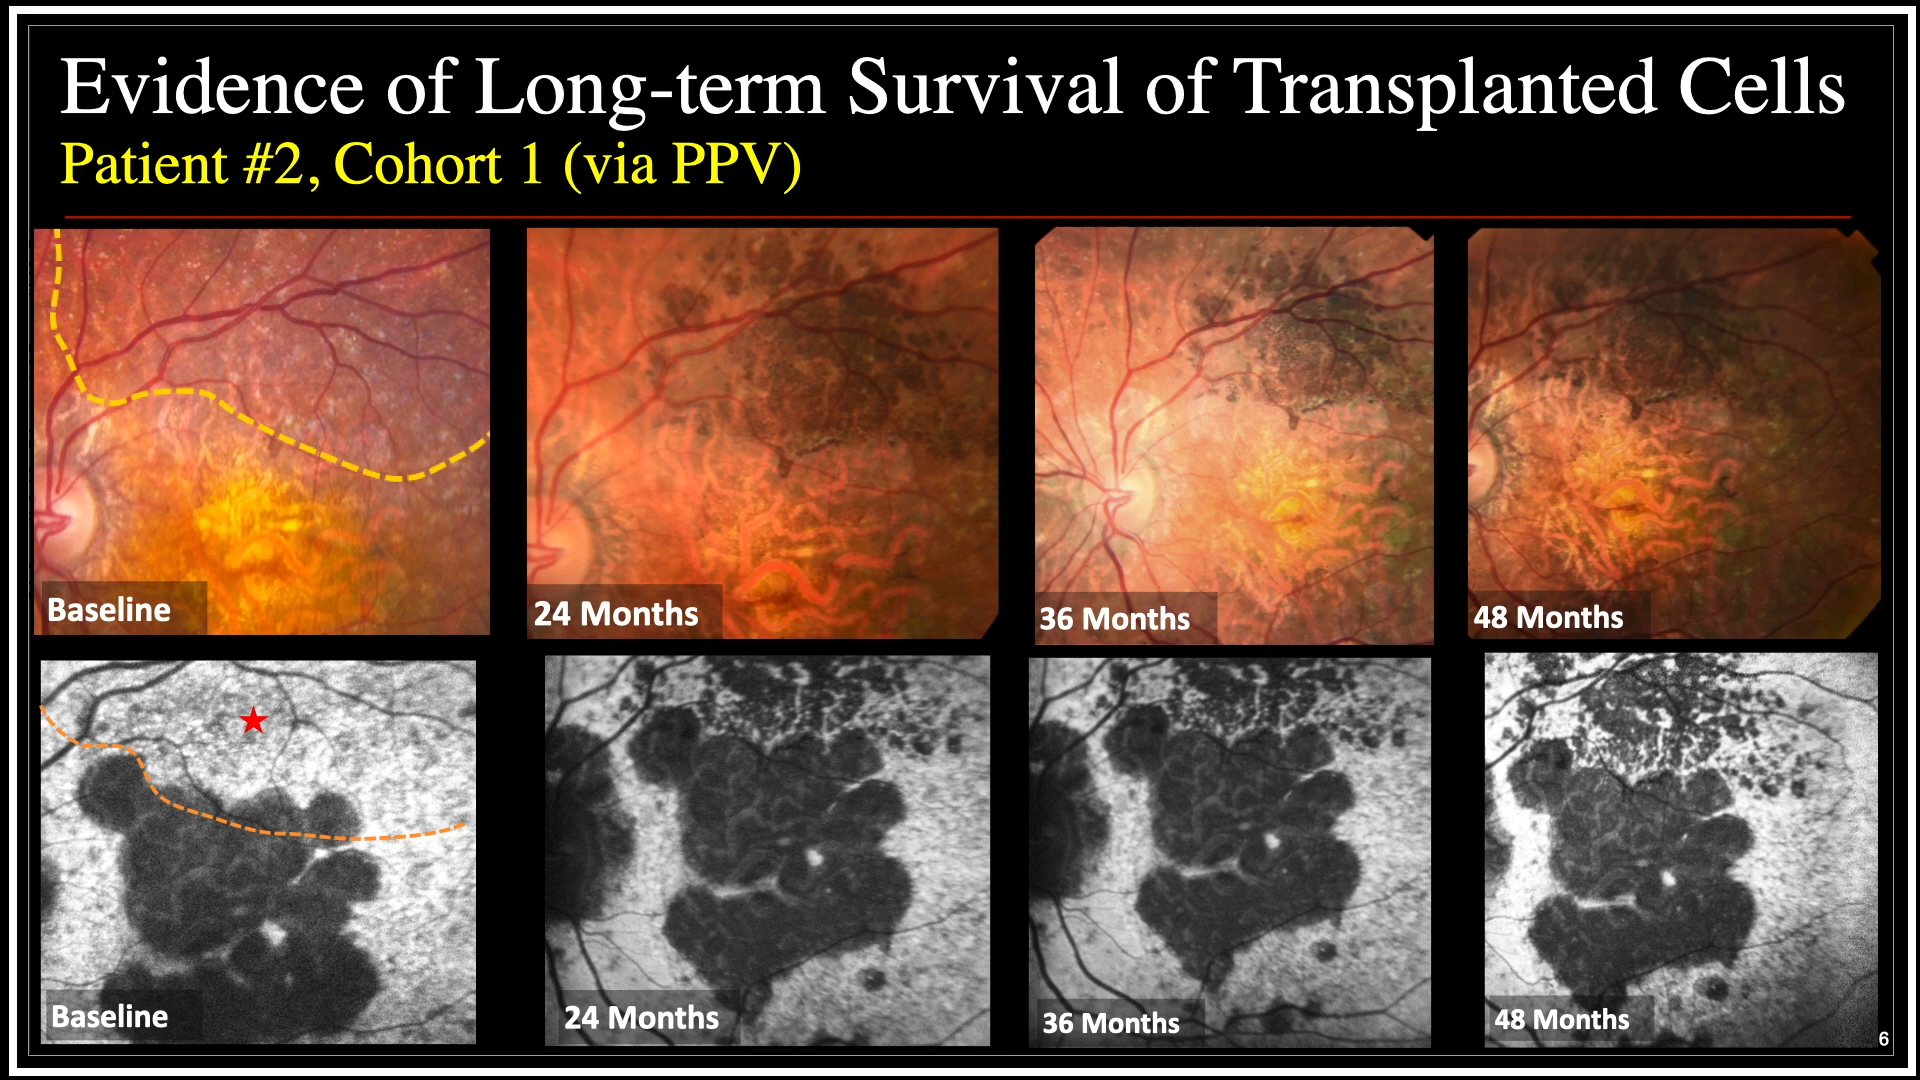 Evidence of Long-term Survival of Transplanted Cells
Patient #2, Cohort 1 (via PPV)
Baseline
24 Months
36 Months
48 Months
Baseline
24 Months
36 Months
48 Months
6